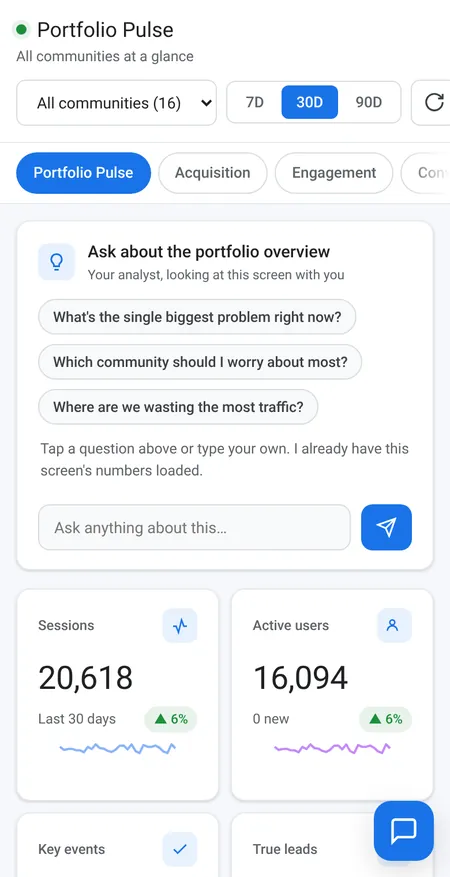 Portfolio Pulse
All communities at a glance
All communities (16)
7D 30D 90D
Portfolio Pulse Acquisition Engagement Con
Ask about the portfolio overview
Your analyst, looking at this screen with you
What's the single biggest problem right now?
Which community should I worry about most?
Where are we wasting the most traffic?
Tap a question above or type your own. I already have this
screen's numbers loaded.
Ask anything about this…
Sessions
20,618
Last 30 days ▲ 6%
Active users
16,094
0 new ▲ 6%
Key events
True leads